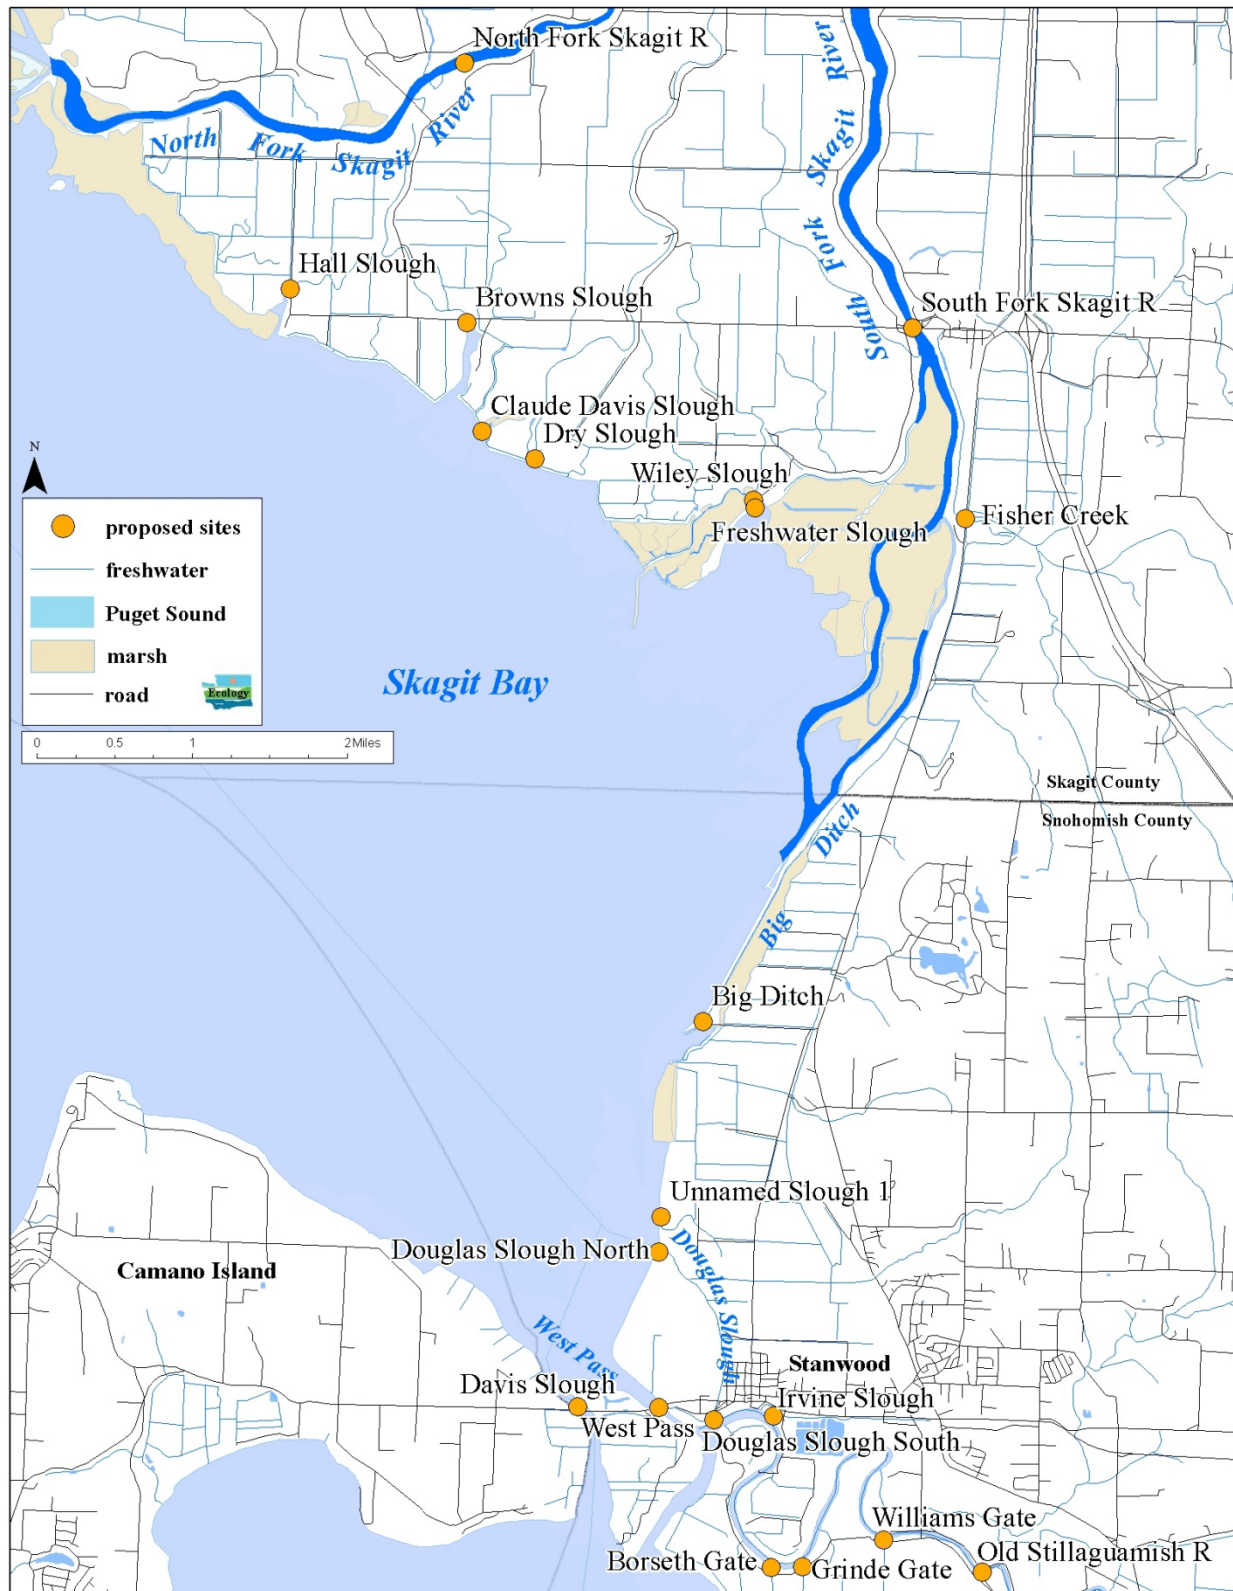 North Fork Skagit R
North Fork Skagit River
South Fork Skagit River
Hall Slough
Browns Slough
South Fork Skagit R
Claude Davis Slough
Dry Slough
Wiley Slough
Freshwater Slough
Fisher Creek
N
proposed sites
freshwater
Puget Sound
marsh
road
Ecology
0 0.5 1 2Miles
Skagit Bay
Skagit County
Snohomish County
Big Ditch
Big Ditch
Unnamed Slough 1
Douglas Slough North
Douglas Slough
Camano Island
West Pass
Stanwood
Davis Slough
Irvine Slough
West Pass
Douglas Slough South
Williams Gate
Borseth Gate
Grinde Gate
Old Stillaguamish R